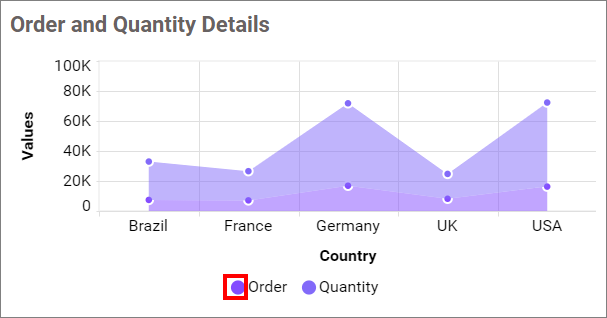 Order and Quantity Details
100K
80K
60K
40K
20K
0
Values
Brazil France Germany UK USA
Country
Order Quantity